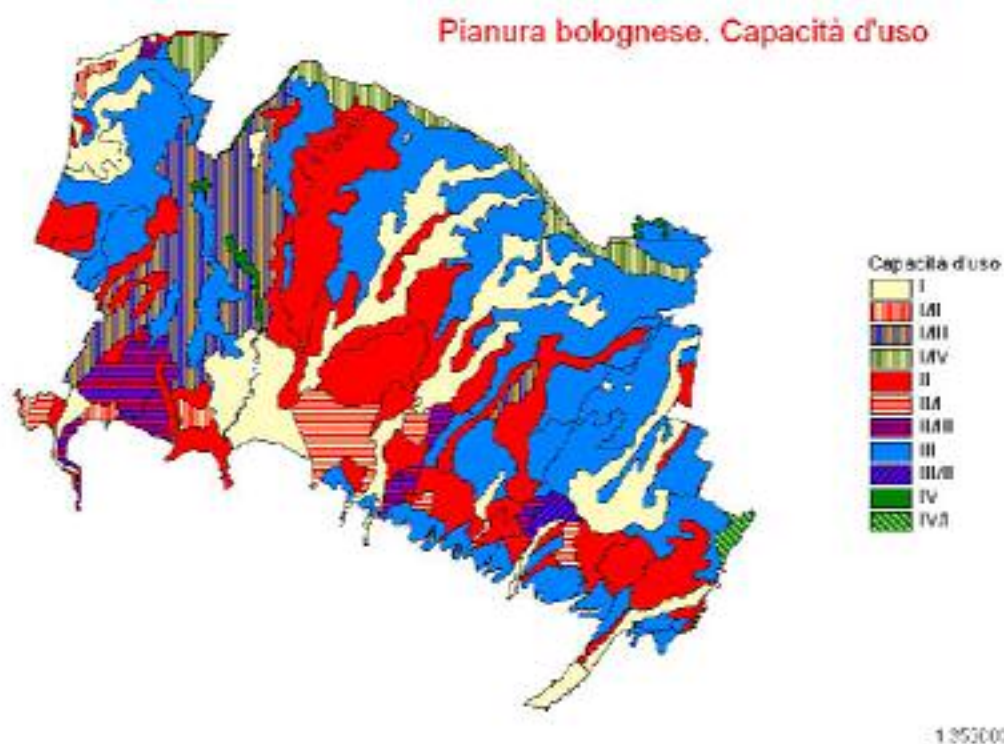 Pianura bolognese. Capacità d'uso
Capacità d'uso
I
I/II
I/III
I/IV
II
II/I
II/III
III
III/II
IV
IV/I